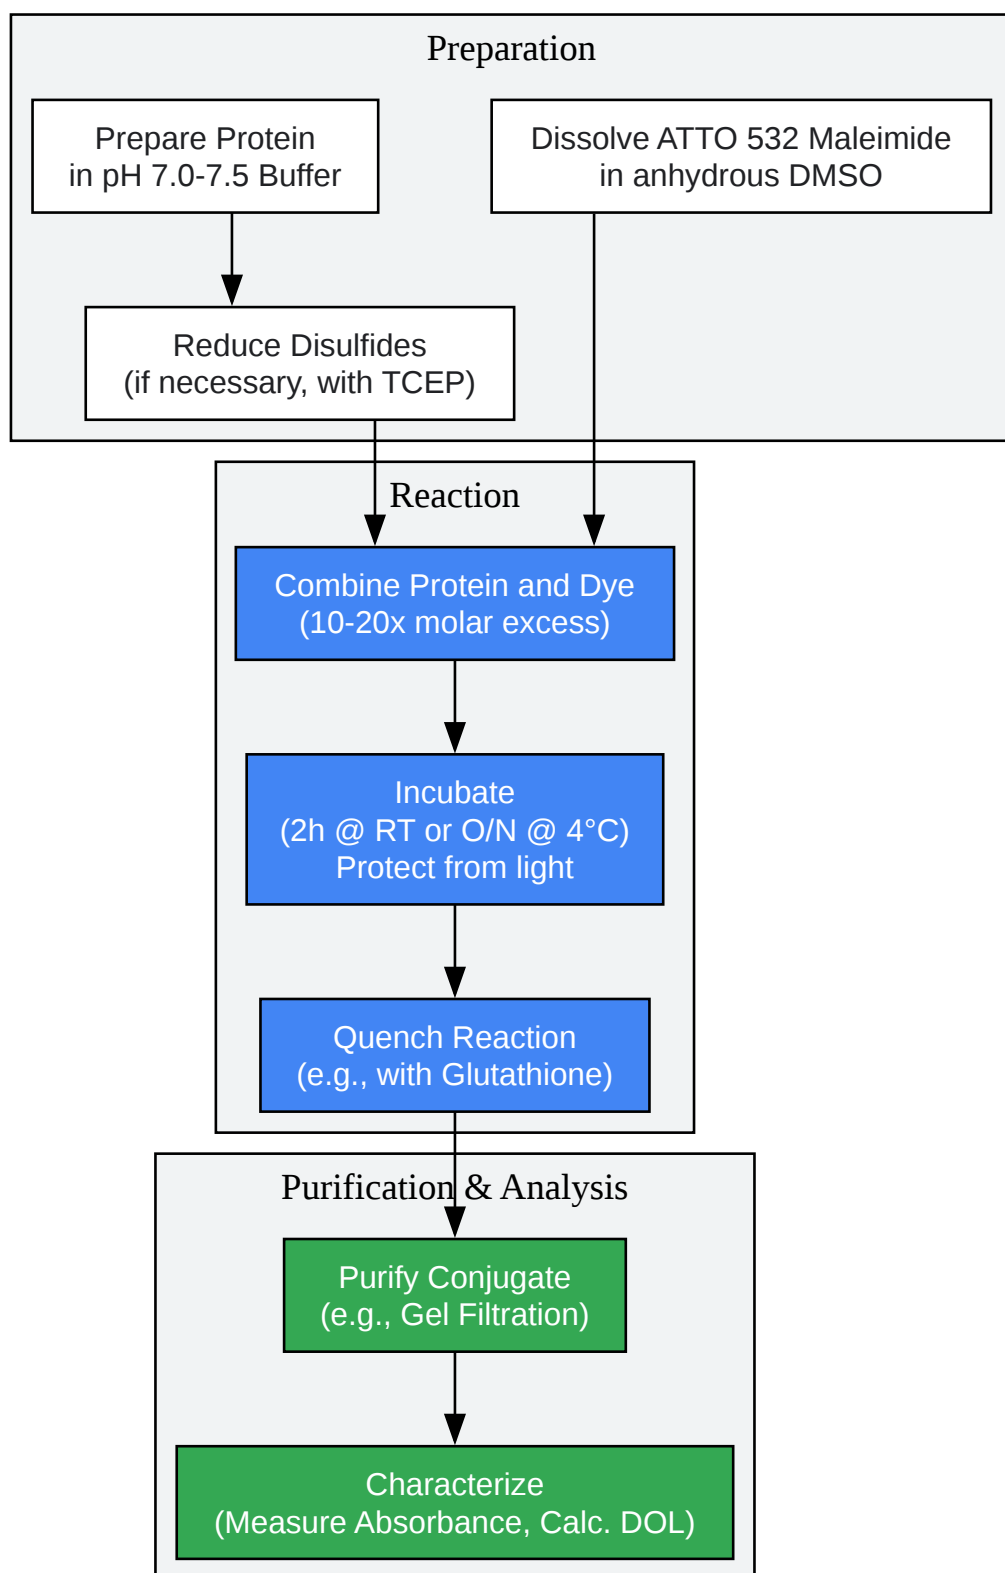 Preparation
Prepare Protein
in pH 7.0-7.5 Buffer
Dissolve ATTO 532 Maleimide
in anhydrous DMSO
Reduce Disulfides
(if necessary, with TCEP)
Reaction
Combine Protein and Dye
(10-20x molar excess)
Incubate
(2h @ RT or O/N @ 4°C)
Protect from light
Quench Reaction
(e.g., with Glutathione)
Purification & Analysis
Purify Conjugate
(e.g., Gel Filtration)
Characterize
(Measure Absorbance, Calc. DOL)